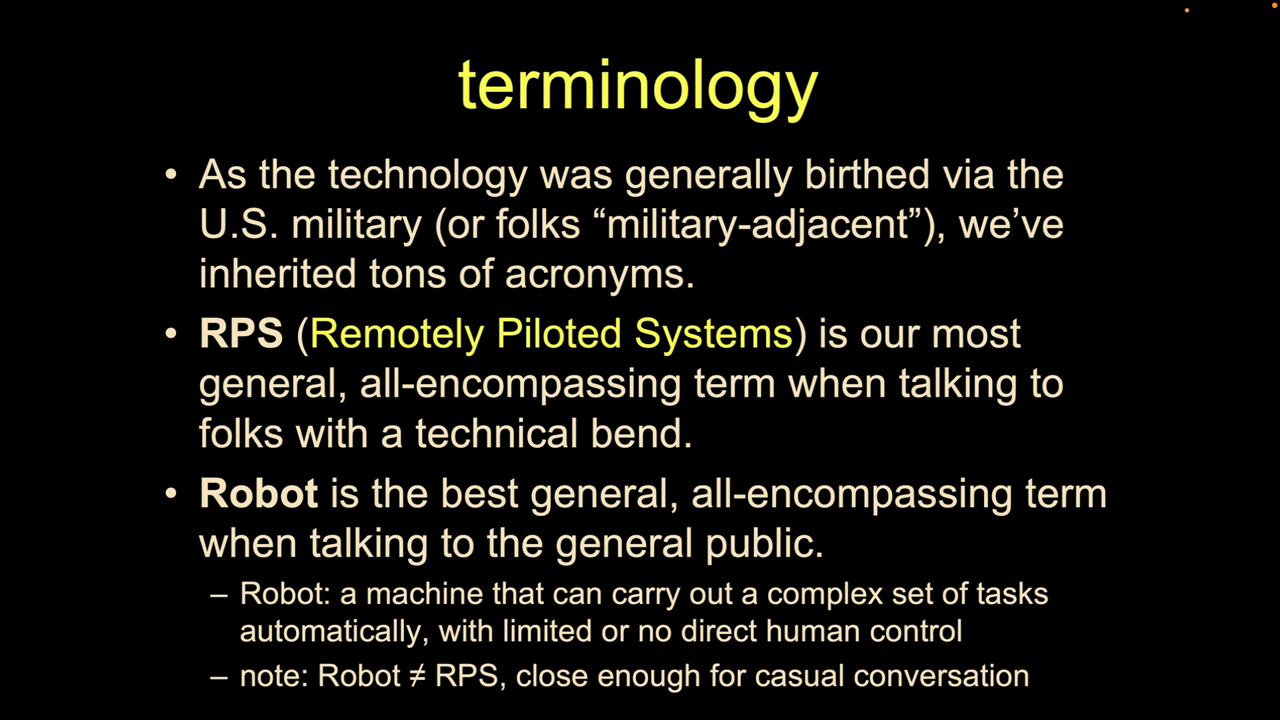 terminology
• As the technology was generally birthed via the
U.S. military (or folks “military-adjacent”), we’ve
inherited tons of acronyms.
• RPS (Remotely Piloted Systems) is our most
general, all-encompassing term when talking to
folks with a technical bend.
• Robot is the best general, all-encompassing term
when talking to the general public.
– Robot: a machine that can carry out a complex set of tasks
automatically, with limited or no direct human control
– note: Robot ≠ RPS, close enough for casual conversation